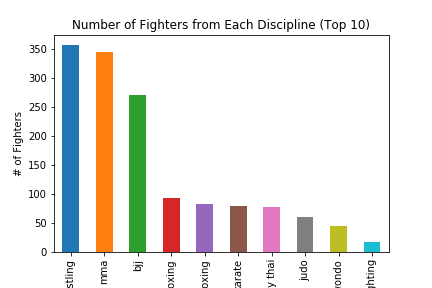 Number of Fighters from Each Discipline (Top 10)
# of Fighters
350
300
250
200
150
100
50
0
stling
mma
bjj
oxing
oxing
arate
y thai
judo
ondo
ghting